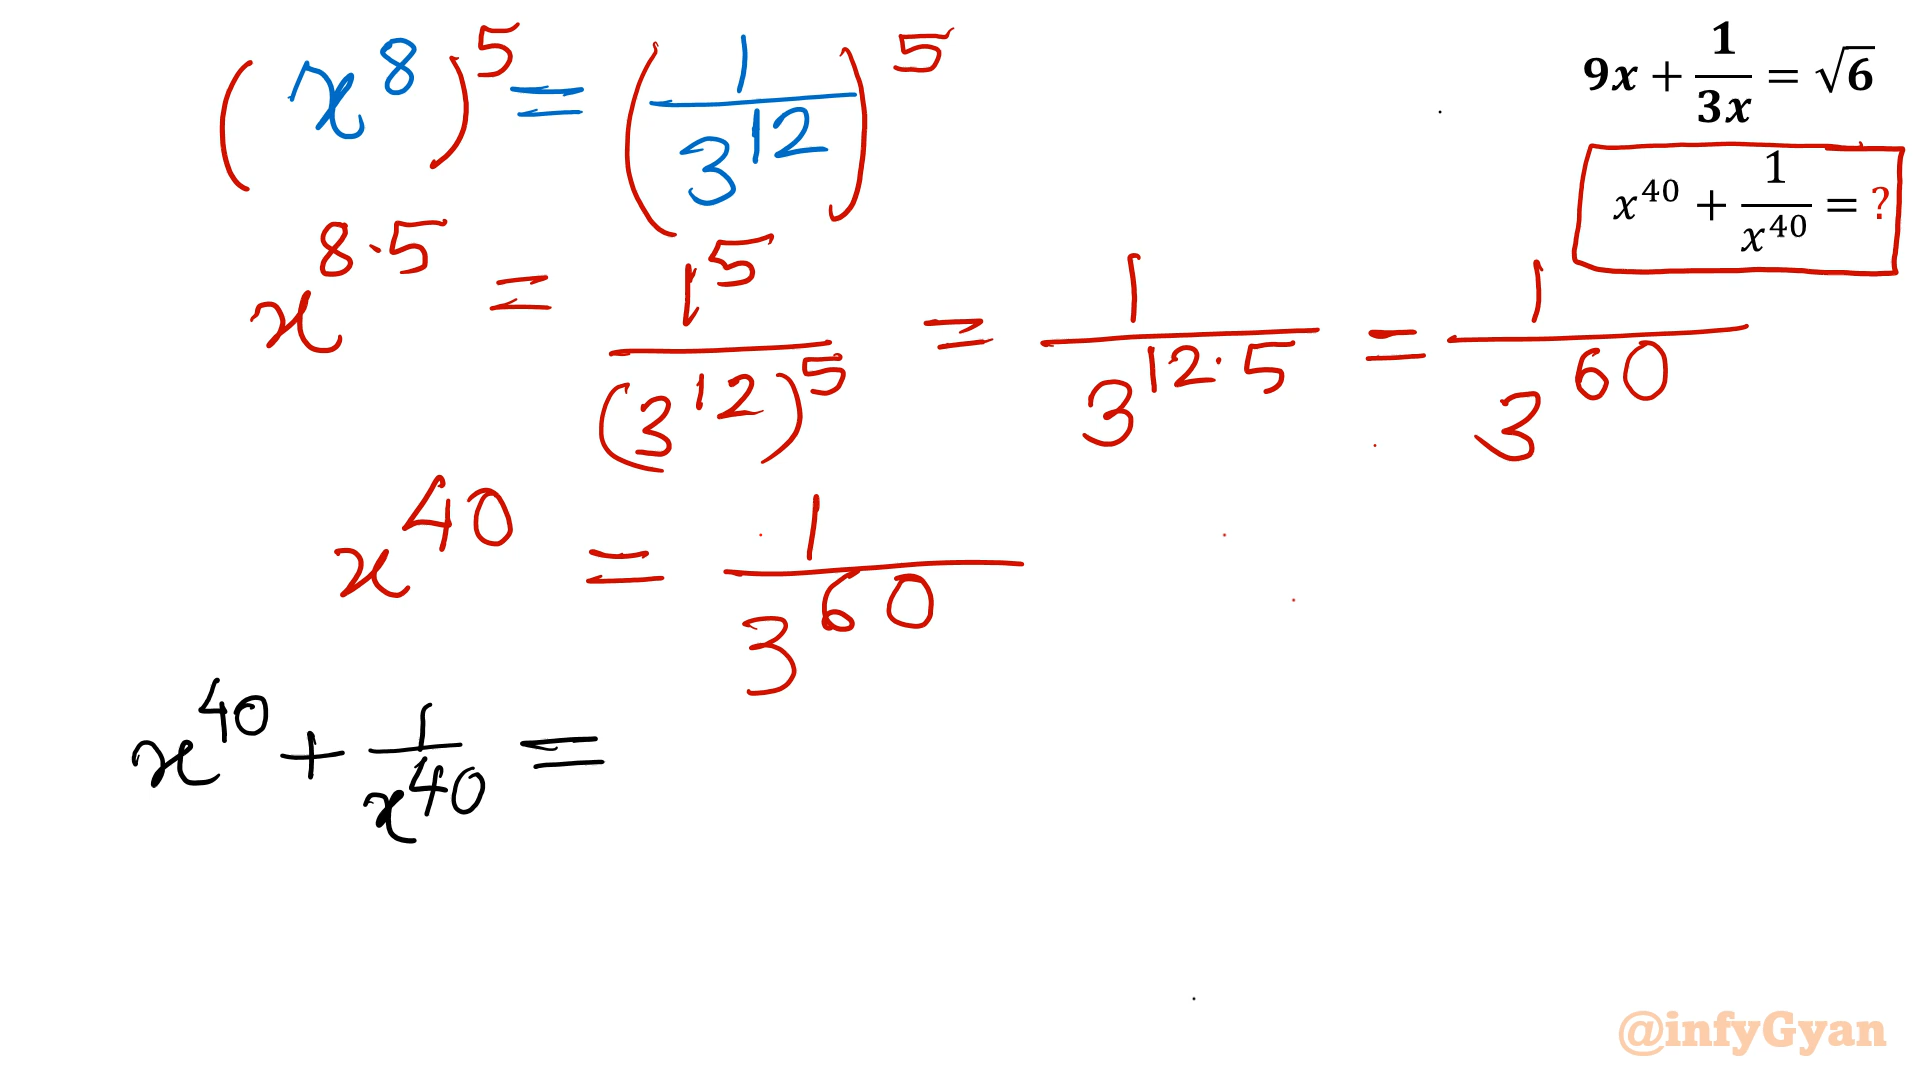 (x^8)^5 = (1/3^12)^5
9x + 1/3x = √6
x^40 + 1/x^40 = ?
x^8·5 = 1^5/(3^12)^5 = 1/3^12·5 = 1/3^60
x^40 = 1/3^60
x^40 + 1/x^40 =
@infyGyan